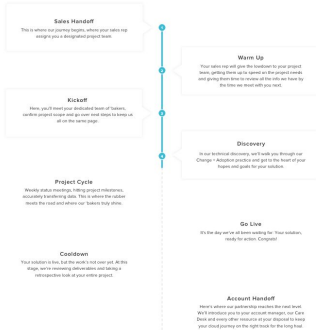 Sales Handoff
This is where our journey begins, where your sales rep
assigns you a designated project team.
1
Warm Up
Your sales rep will give the lowdown to your project
team, getting them up to speed on the project needs
and giving them time to review all the info we have by
the time we meet with you next.
2
Kickoff
Here, you'll meet your dedicated team of 'bakers,
confirm project scope and go over next steps to keep us
all on the same page.
3
Discovery
In our technical discovery, we'll walk you through our
Change + Adoption practice and get to the heart of your
hopes and goals for your solution.
4
Project Cycle
Weekly status meetings, hitting project milestones,
accurately transferring data. This is where the rubber
meets the road and where our 'bakers truly shine.
Go Live
It's the day we've all been waiting for. Your solution,
ready for action. Congrats!
Cooldown
Your solution is live, but the work's not over yet. At this
stage, we're reviewing deliverables and taking a
retrospective look at your entire project.
Account Handoff
Here's where our partnership reaches the next level.
We'll introduce you to your account manager, our Care
Desk and every other resource at your disposal to keep
your cloud journey on the right track for the long haul.